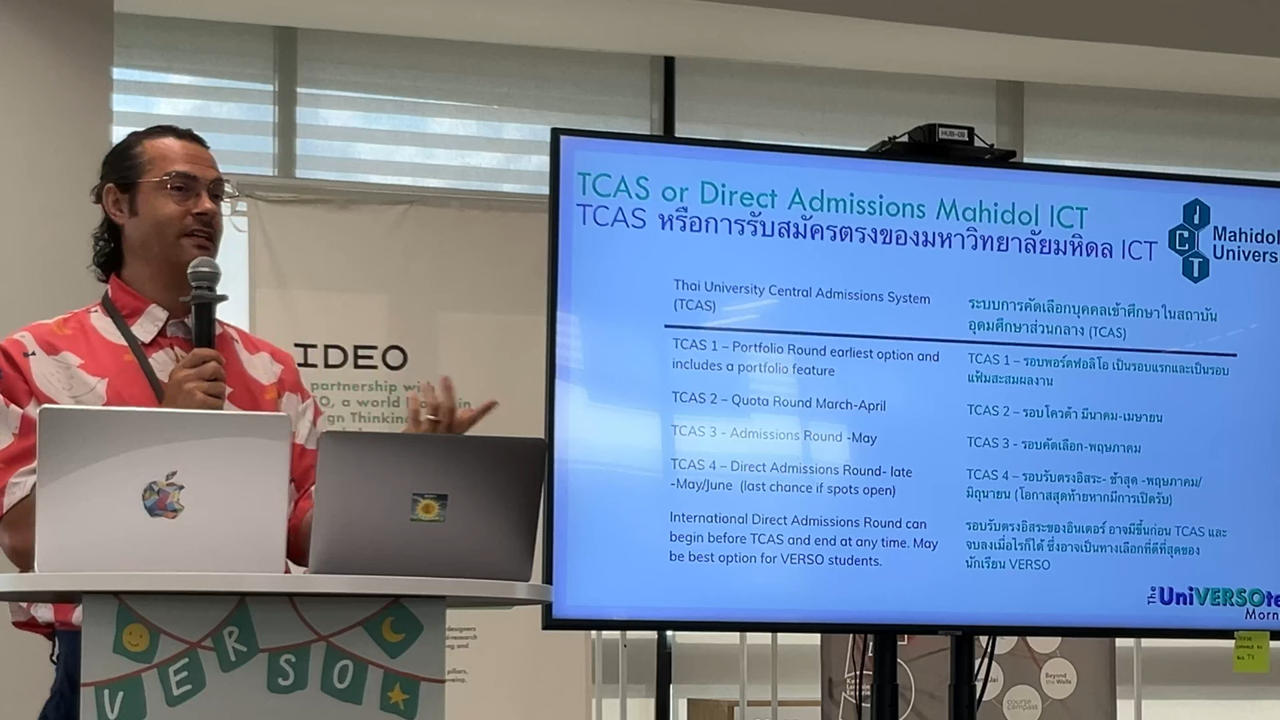 HUB-09
TCAS or Direct Admissions Mahidol ICT
TCAS หรือการรับสมัครตรงของมหาวิทยาลัยมหิดล ICT
I
C
T
Mahidol
Univers
Thai University Central Admissions System
(TCAS)
TCAS 1 – Portfolio Round earliest option and
includes a portfolio feature
TCAS 2 – Quota Round March-April
TCAS 3 - Admissions Round -May
TCAS 4 – Direct Admissions Round- late
-May/June (last chance if spots open)
International Direct Admissions Round can
begin before TCAS and end at any time. May
be best option for VERSO students.
ระบบการคัดเลือกบุคคลเข้าศึกษาในสถาบัน
อุดมศึกษาส่วนกลาง (TCAS)
TCAS 1 – รอบพอร์ตฟอลิโอ เป็นรอบแรกและเป็นรอบ
แฟ้มสะสมผลงาน
TCAS 2 – รอบโควต้า มีนาคม-เมษายน
TCAS 3 - รอบคัดเลือก-พฤษภาคม
TCAS 4 – รอบรับตรงอิสระ- ช้าสุด -พฤษภาคม/
มิถุนายน (โอกาสสุดท้ายหากมีการเปิดรับ)
รอบรับตรงอิสระของอินเตอร์ อาจมีขึ้นก่อน TCAS และ
จบลงเมื่อไรก็ได้ ซึ่งอาจเป็นทางเลือกที่ดีที่สุดของ
นักเรียน VERSO
The UniVERSOte
Morn
IDEO
partnership wi
O, a world
in
gn Thinkin
designers
research
ng and
pillars,
VERSO
Beyond
the Walls
course
compass